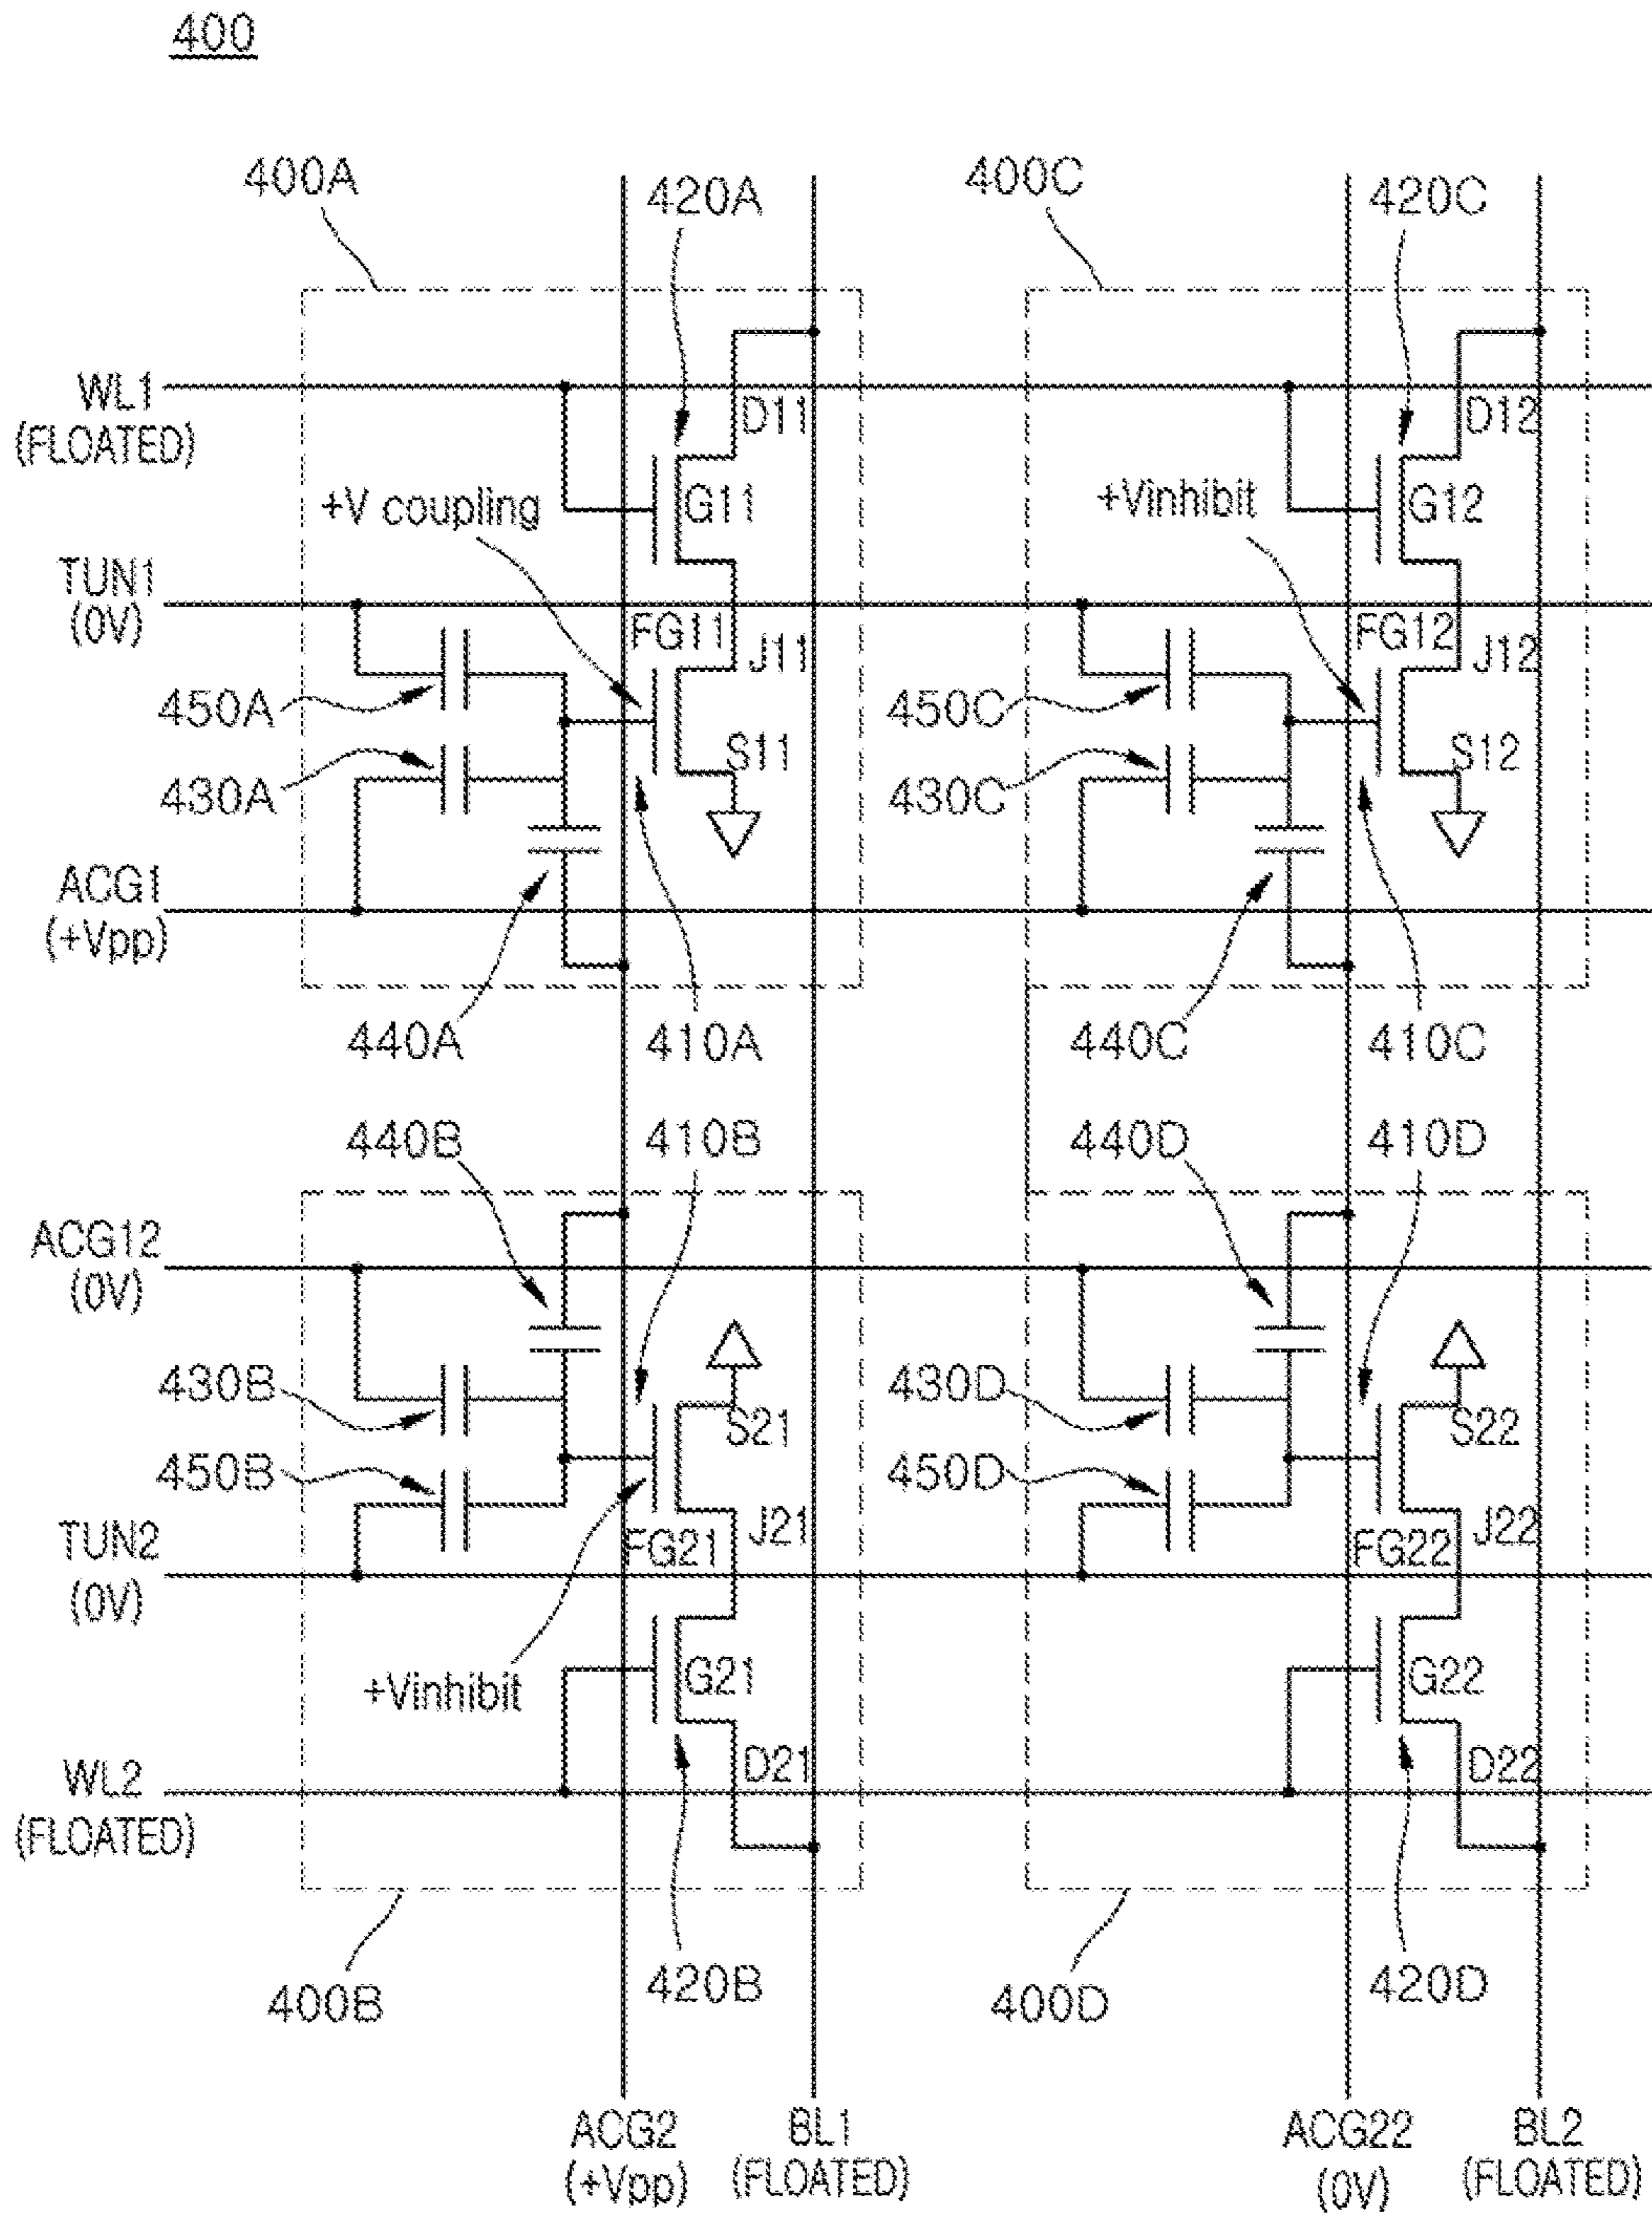 400
400A
420A
400C
420C
WL1
(FLOATED)
D11
D12
+V coupling
G11
+Vinhibit
G12
TUN1
(0V)
FG11
J11
FG12
J12
450A
S11
450C
S12
430A
430C
ACG1
(+Vpp)
440A
410A
440C
410C
440B
410B
440D
410D
ACG12
(0V)
430B
S21
430D
S22
450B
450D
TUN2
(0V)
FG21
J21
FG22
J22
+Vinhibit
G21
G22
WL2
(FLOATED)
D21
D22
400B
420B
400D
420D
ACG2
(+Vpp)
BL1
(FLOATED)
ACG22
(0V)
BL2
(FLOATED)